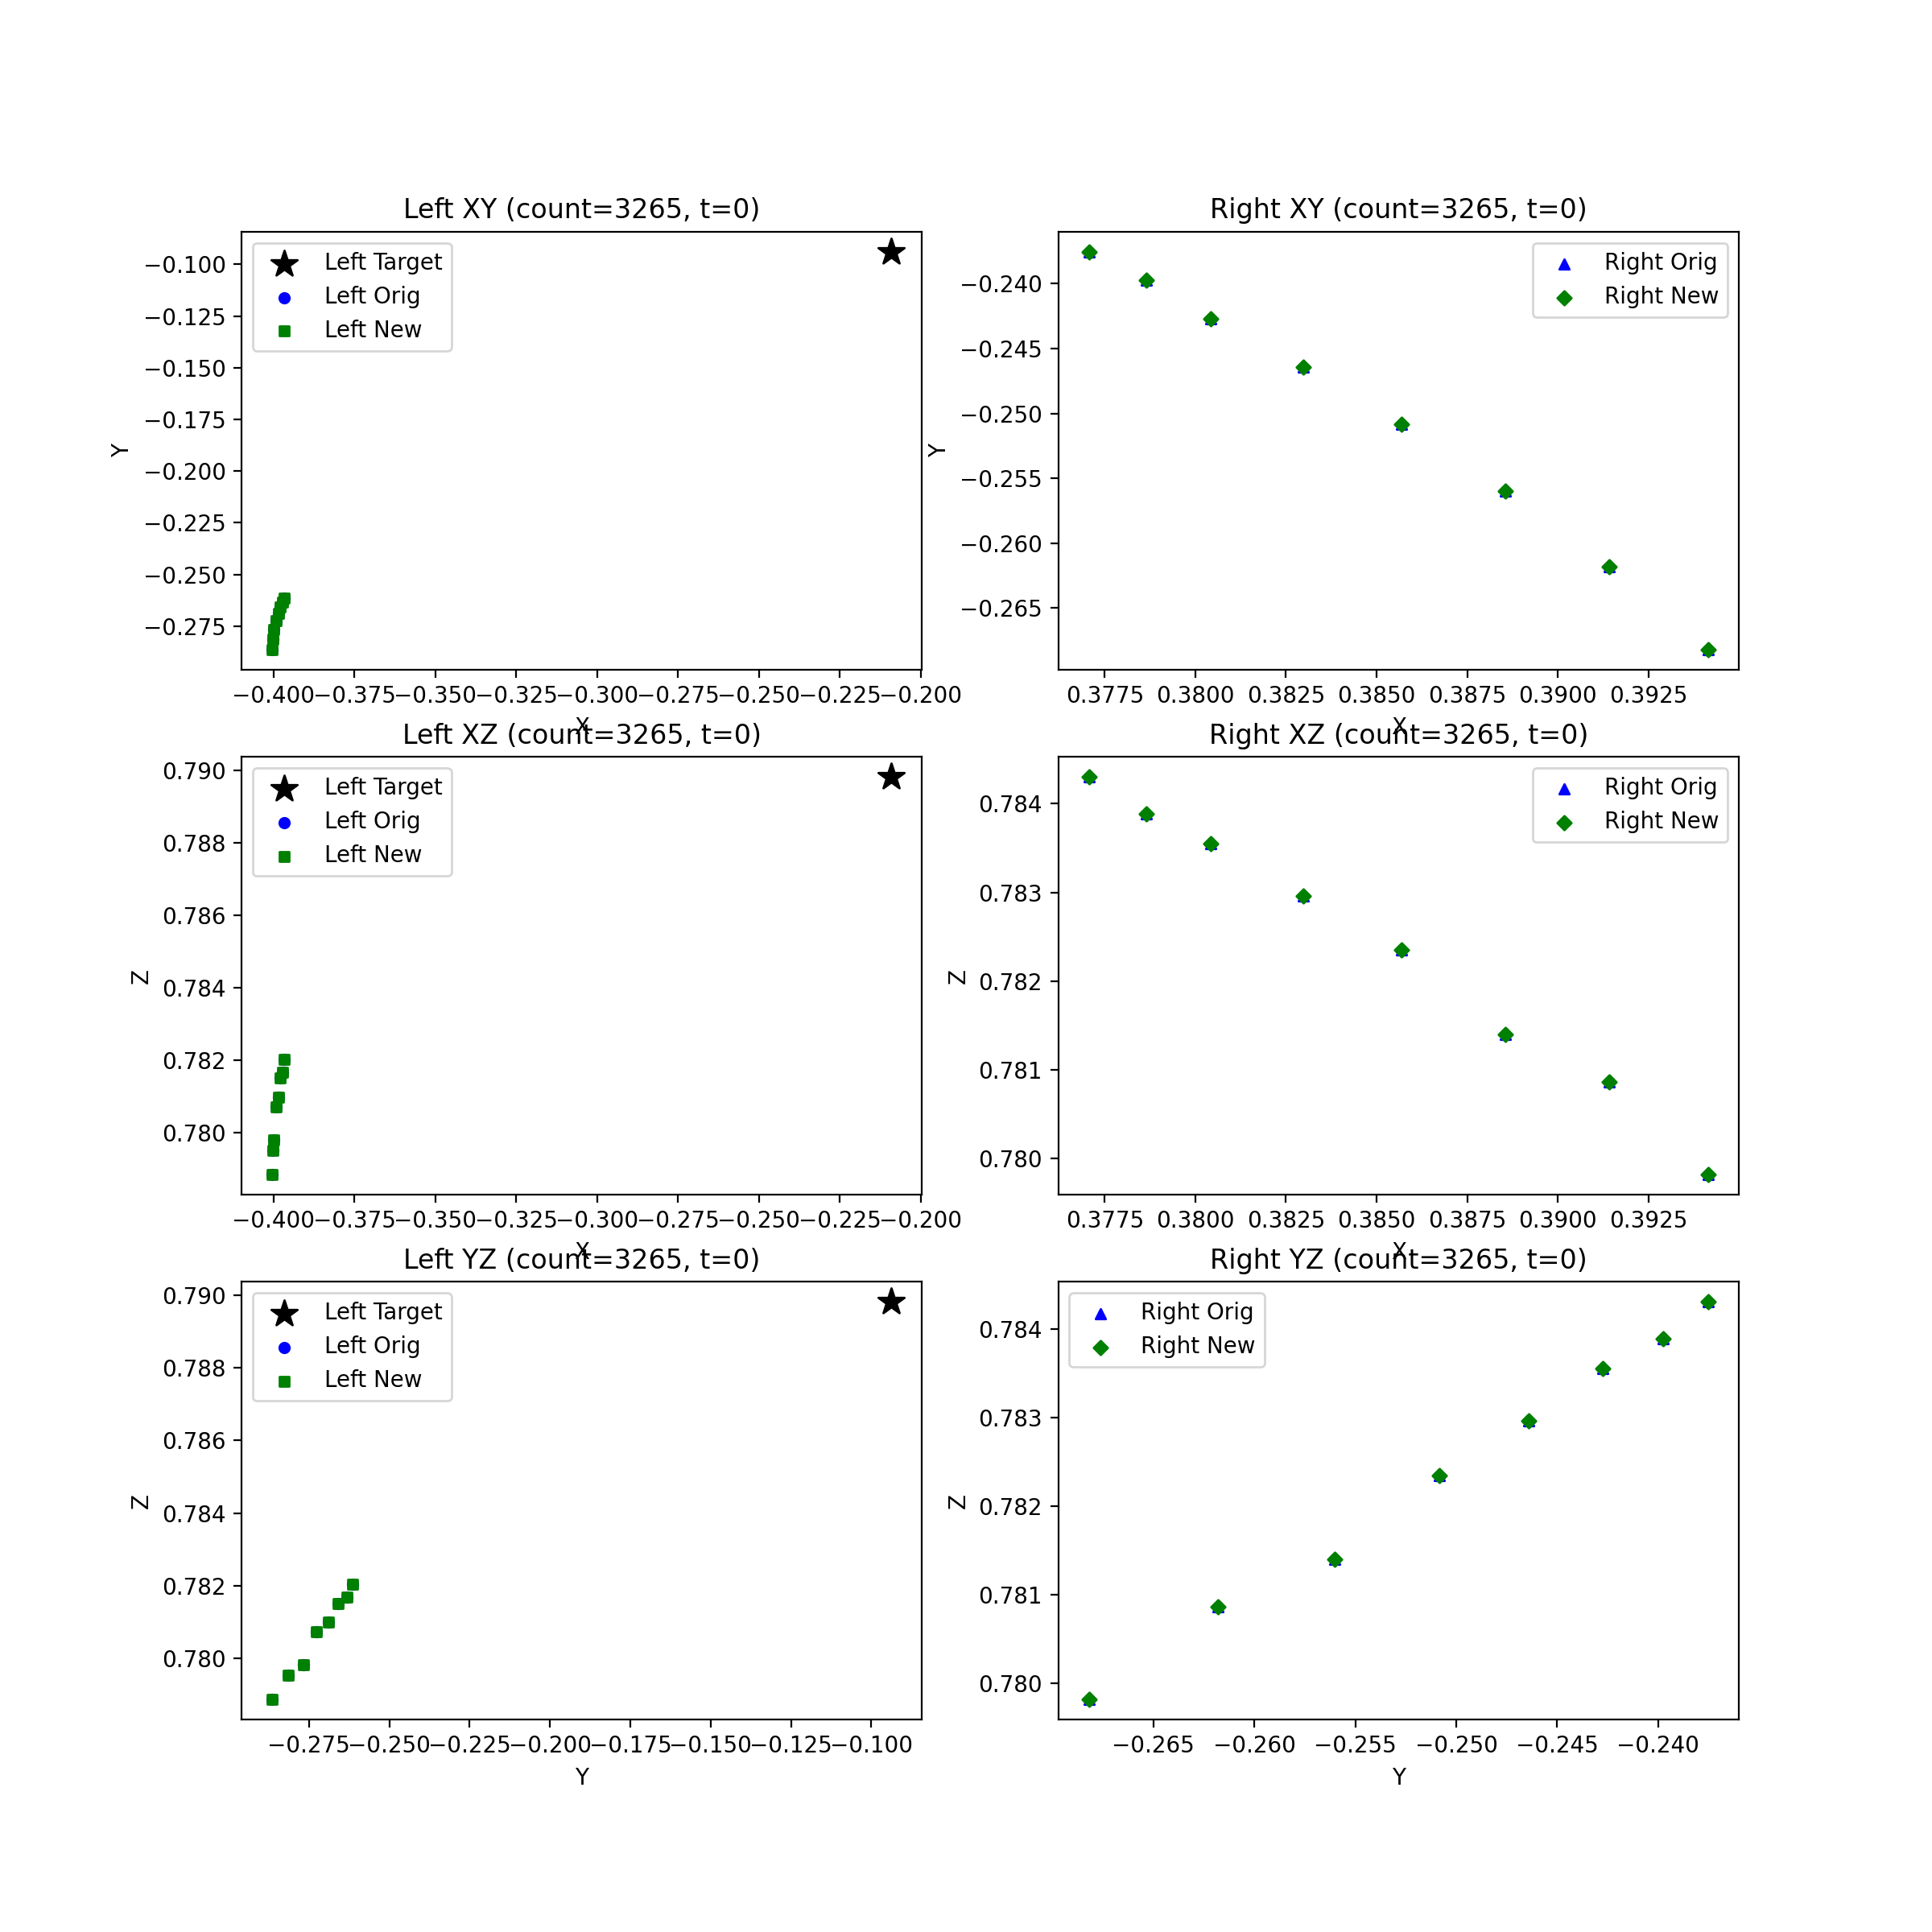 Left XY (count=3265, t=0)
Left Target
Left Orig
Left New
−0.100
−0.125
−0.150
−0.175
−0.200
−0.225
−0.250
−0.275
Y
−0.400 −0.375 −0.350 −0.325 −0.300 −0.275 −0.250 −0.225 −0.200
X
Right XY (count=3265, t=0)
Right Orig
Right New
−0.240
−0.245
−0.250
−0.255
−0.260
−0.265
Y
0.3775 0.3800 0.3825 0.3850 0.3875 0.3900 0.3925
X
Left XZ (count=3265, t=0)
Left Target
Left Orig
Left New
0.790
0.788
0.786
0.784
0.782
0.780
Z
−0.400 −0.375 −0.350 −0.325 −0.300 −0.275 −0.250 −0.225 −0.200
X
Right XZ (count=3265, t=0)
Right Orig
Right New
0.784
0.783
0.782
0.781
0.780
Z
0.3775 0.3800 0.3825 0.3850 0.3875 0.3900 0.3925
X
Left YZ (count=3265, t=0)
Left Target
Left Orig
Left New
0.790
0.788
0.786
0.784
0.782
0.780
Z
−0.275 −0.250 −0.225 −0.200 −0.175 −0.150 −0.125 −0.100
Y
Right YZ (count=3265, t=0)
Right Orig
Right New
0.784
0.783
0.782
0.781
0.780
Z
−0.265 −0.260 −0.255 −0.250 −0.245 −0.240
Y